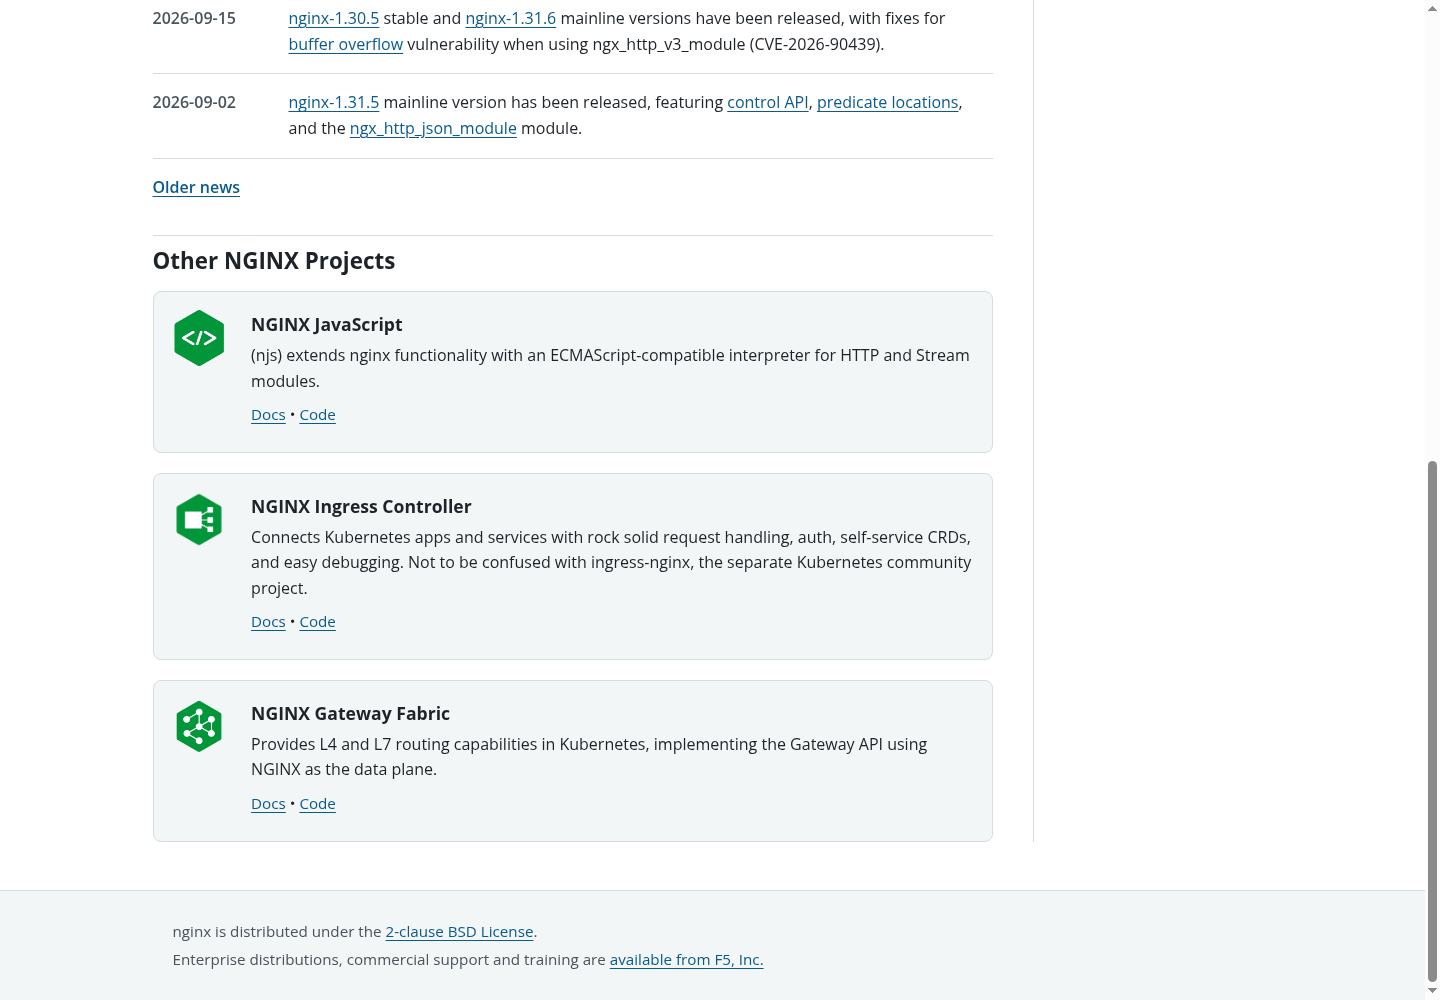 2026-09-15
nginx-1.30.5 stable and nginx-1.31.6 mainline versions have been released, with fixes for
buffer overflow vulnerability when using ngx_http_v3_module (CVE-2026-90439).
2026-09-02
nginx-1.31.5 mainline version has been released, featuring control API, predicate locations,
and the ngx_http_json_module module.
Older news
Other NGINX Projects
NGINX JavaScript
(njs) extends nginx functionality with an ECMAScript-compatible interpreter for HTTP and Stream
modules.
Docs • Code
NGINX Ingress Controller
Connects Kubernetes apps and services with rock solid request handling, auth, self-service CRDs,
and easy debugging. Not to be confused with ingress-nginx, the separate Kubernetes community
project.
Docs • Code
NGINX Gateway Fabric
Provides L4 and L7 routing capabilities in Kubernetes, implementing the Gateway API using
NGINX as the data plane.
Docs • Code
nginx is distributed under the 2-clause BSD License.
Enterprise distributions, commercial support and training are available from F5, Inc.